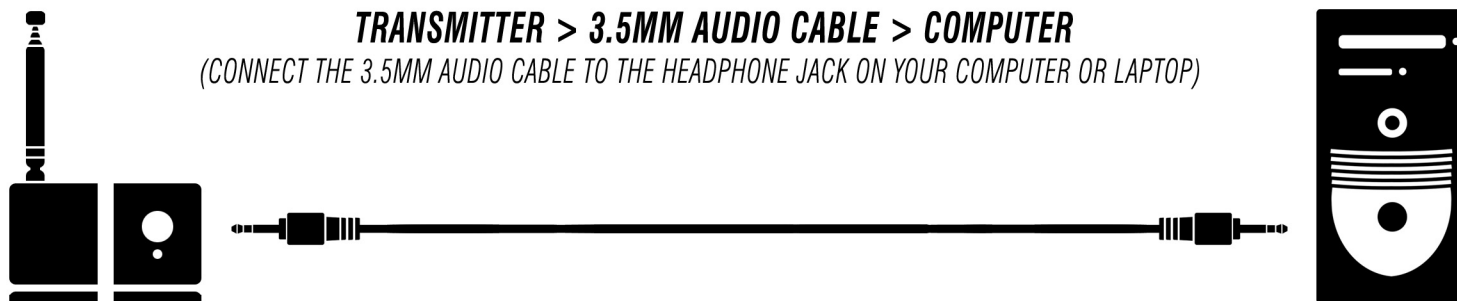 TRANSMITTER > 3.5MM AUDIO CABLE > COMPUTER
(CONNECT THE 3.5MM AUDIO CABLE TO THE HEADPHONE JACK ON YOUR COMPUTER OR LAPTOP)